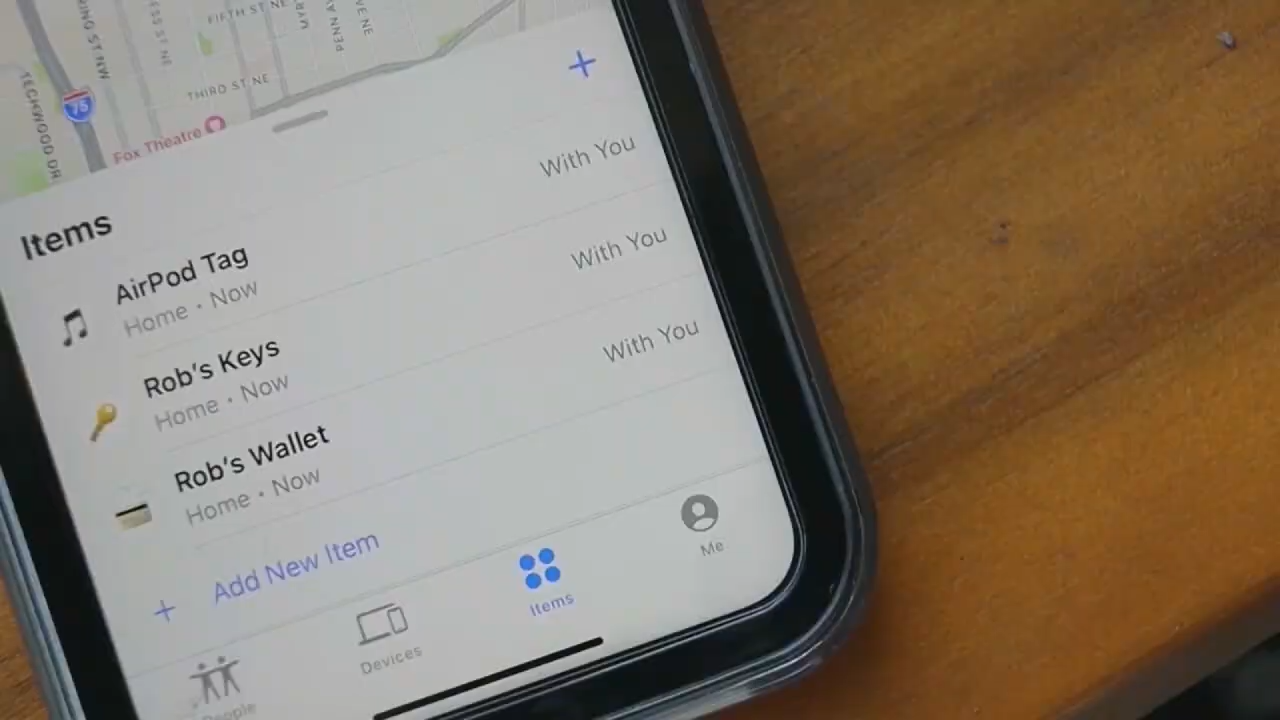 FIFTH ST NE
THIRD ST NE
TECHWOOD DR
75
Fox Theatre
Items
With You
AirPod Tag
Home • Now
With You
Rob's Keys
Home • Now
With You
Rob's Wallet
Home • Now
Add New Item
People
Devices
Items
Me